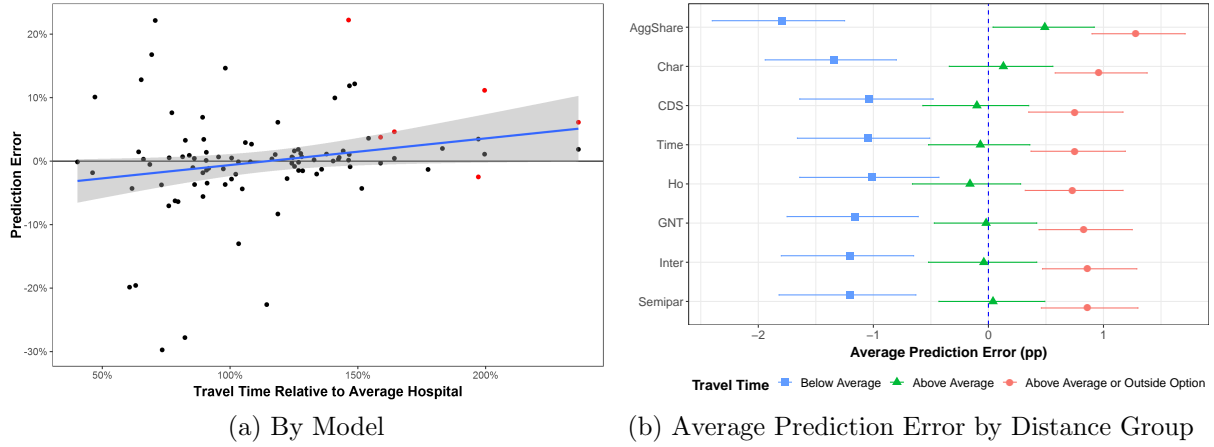 20%
10%
0%
-10%
-20%
-30%
Prediction Error
50%
100%
150%
200%
Travel Time Relative to Average Hospital
(a) By Model
AggShare
Char
CDS
Time
Ho
GNT
Inter
Semipar
−2
−1
0
1
Average Prediction Error (pp)
Travel Time Below Average Above Average Above Average or Outside Option
(b) Average Prediction Error by Distance Group